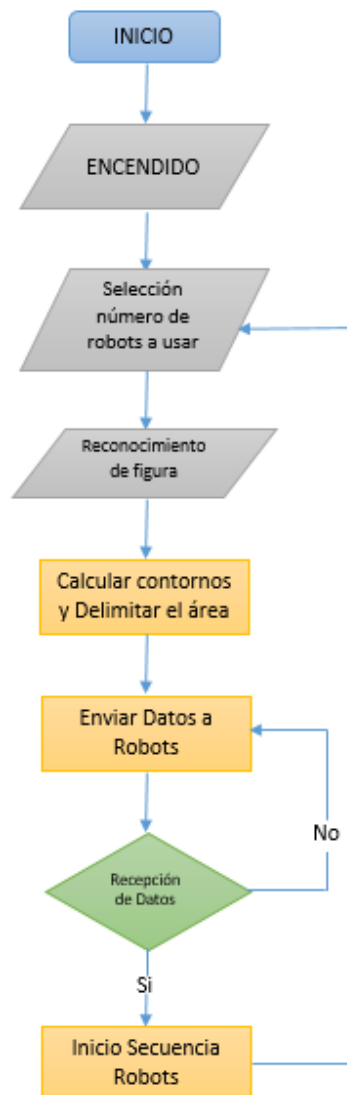 INICIO
ENCENDIDO
Selección
número de
robots a usar
Reconocimiento
de figura
Calcular contornos
y Delimitar el área
Enviar Datos a
Robots
No
Recepción
de Datos
Si
Inicio Secuencia
Robots